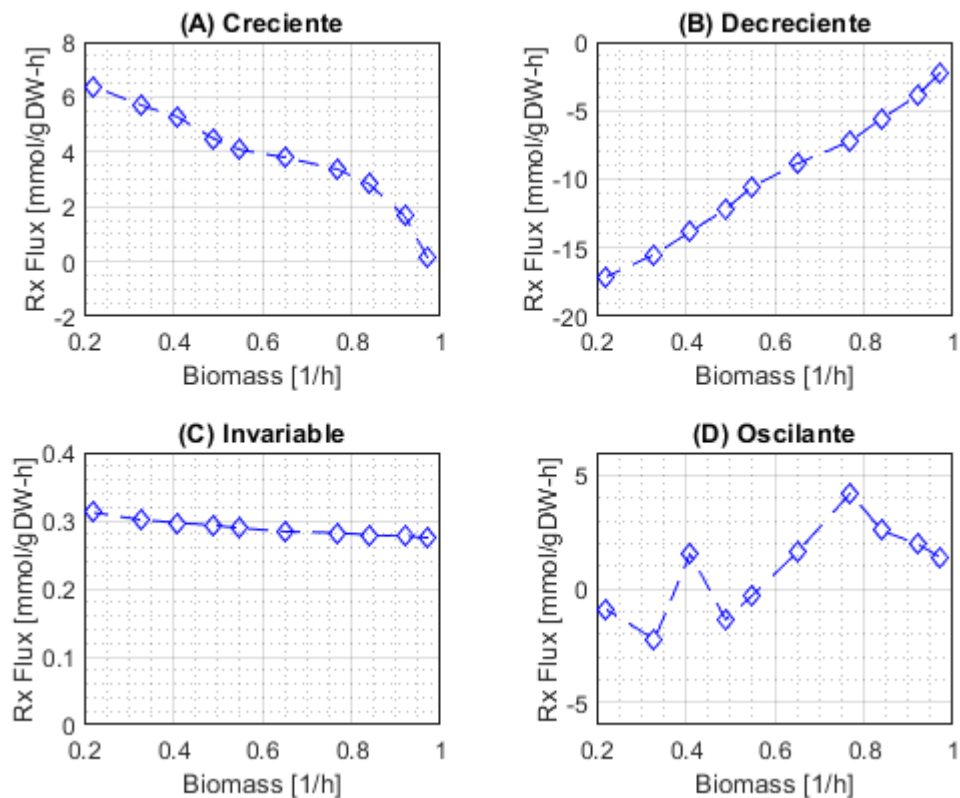 (A) Creciente
Rx Flux [mmol/gDW-h]
8
6
4
2
0
-2
0.2 0.4 0.6 0.8 1
Biomass [1/h]
(B) Decreciente
Rx Flux [mmol/gDW-h]
0
-5
-10
-15
-20
0.2 0.4 0.6 0.8 1
Biomass [1/h]
(C) Invariable
Rx Flux [mmol/gDW-h]
0.4
0.3
0.2
0.1
0
0.2 0.4 0.6 0.8 1
Biomass [1/h]
(D) Oscilante
Rx Flux [mmol/gDW-h]
5
0
-5
0.2 0.4 0.6 0.8 1
Biomass [1/h]